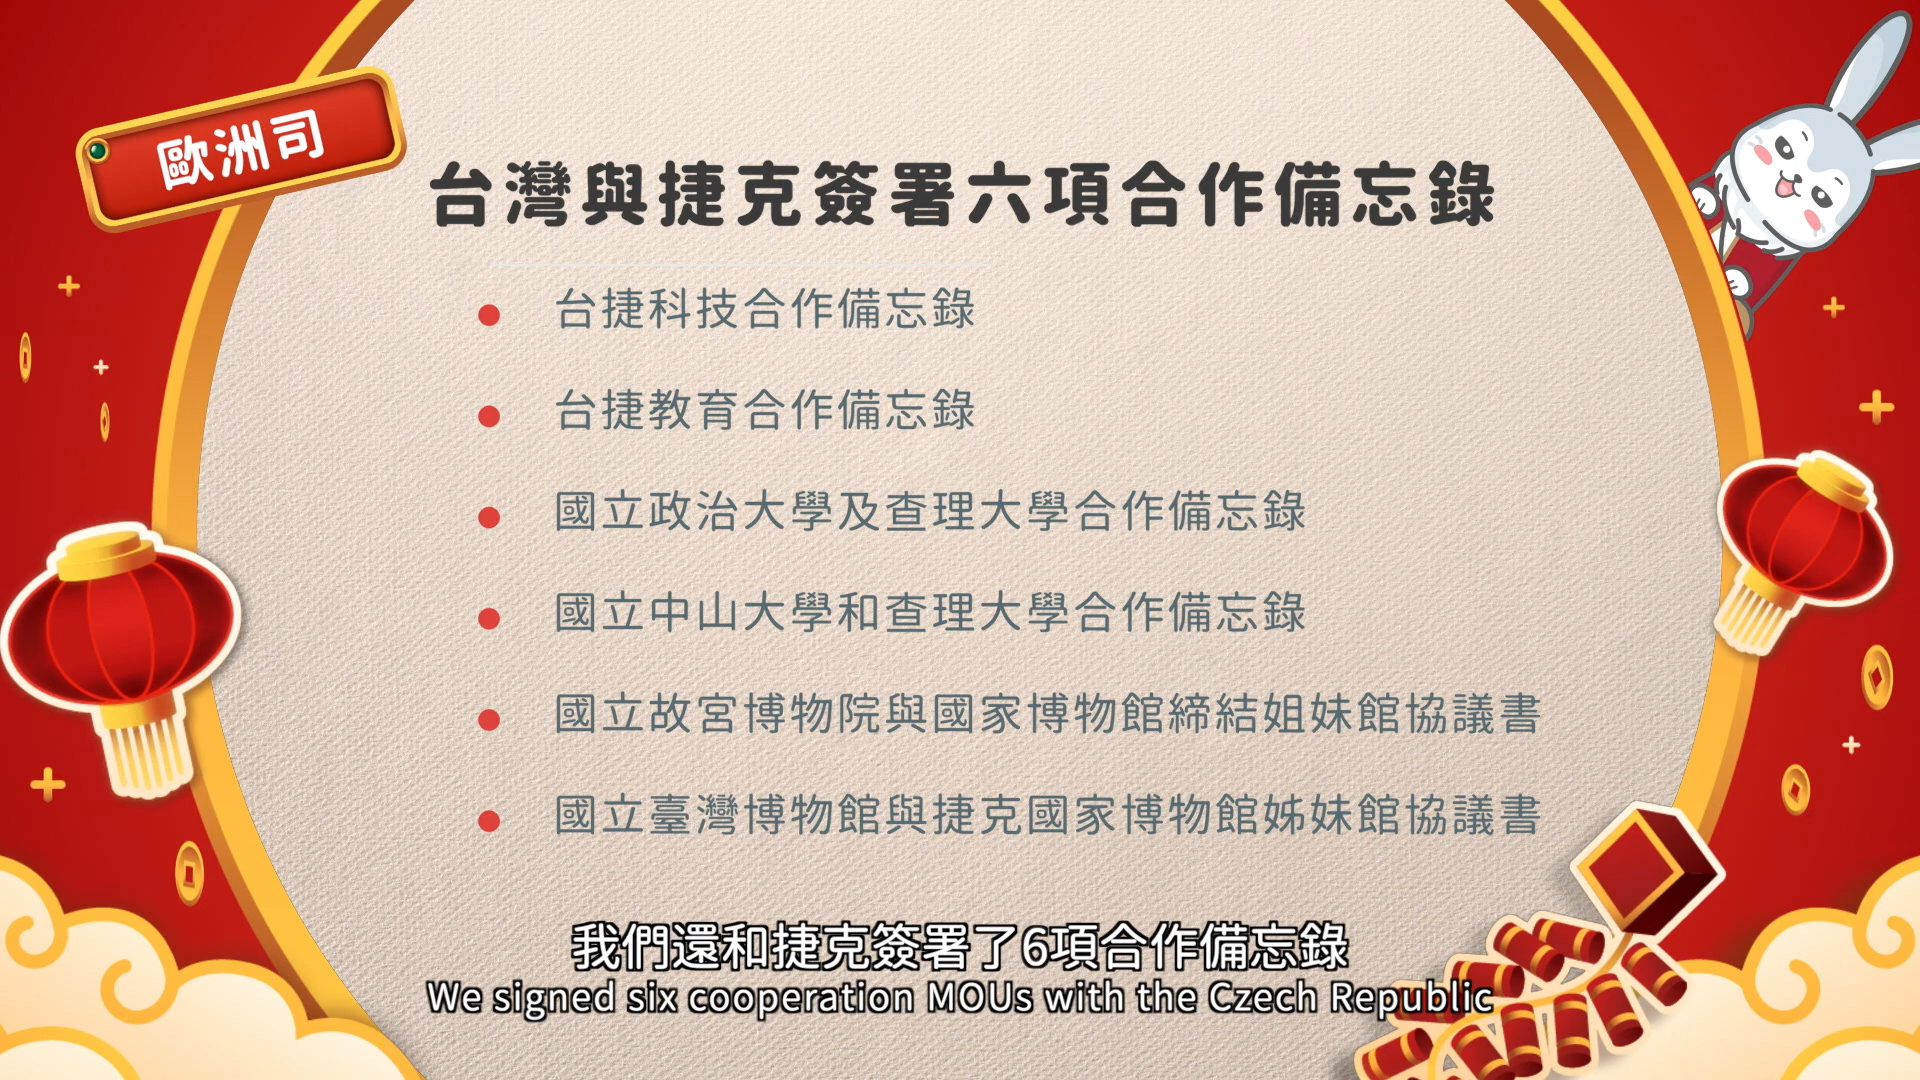 歐洲司
台灣與捷克簽署六項合作備忘錄
台捷科技合作備忘錄
台捷教育合作備忘錄
國立政治大學及查理大學合作備忘錄
國立中山大學和查理大學合作備忘錄
國立故宮博物院與國家博物館締結姐妹館協議書
國立臺灣博物館與捷克國家博物館姊妹館協議書
我們還和捷克簽署了6項合作備忘錄
We signed six cooperation MOUs with the Czech Republic